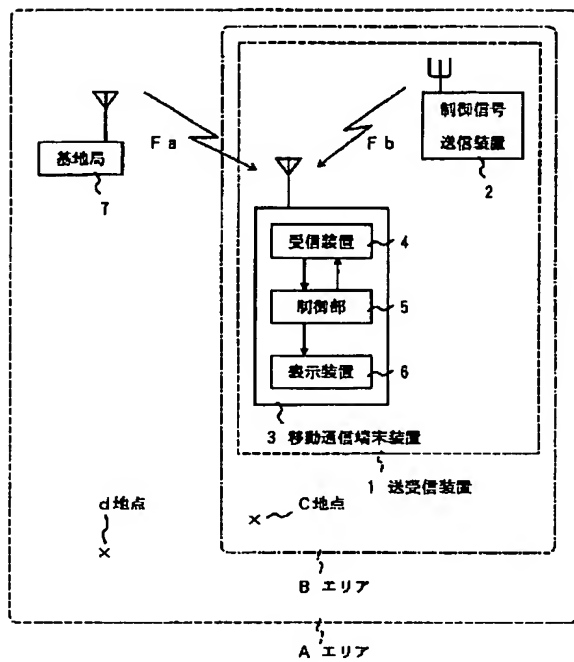 制御信号
送信装置
2
Fa
Fb
基地局
7
受信装置
4
制御部
5
表示装置
6
3 移動通信端末装置
1 送受信装置
d地点
C地点
B エリア
A エリア